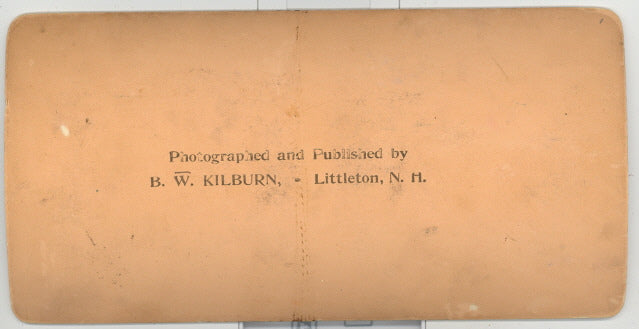 Photographed and Published by
B. W. KILBURN, - Littleton, N. H.